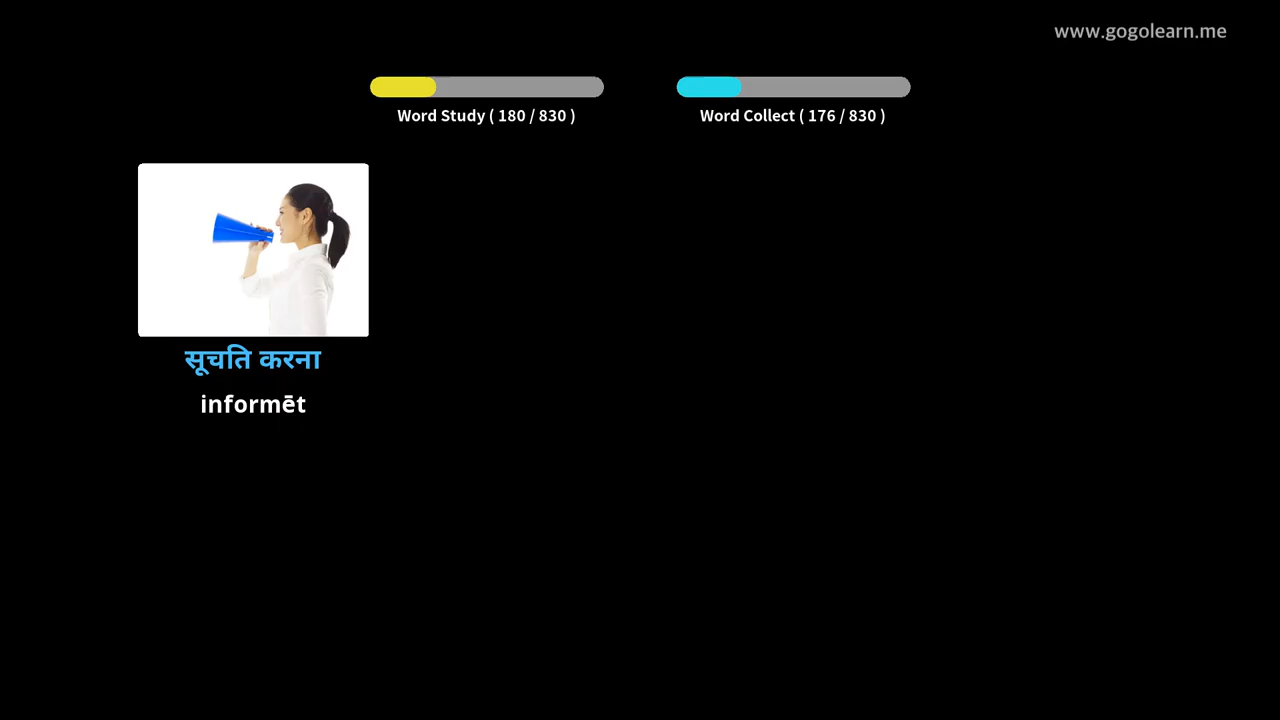 www.gogolearn.me
Word Study ( 180 / 830 )
Word Collect ( 176 / 830 )
सूचति करना
informēt